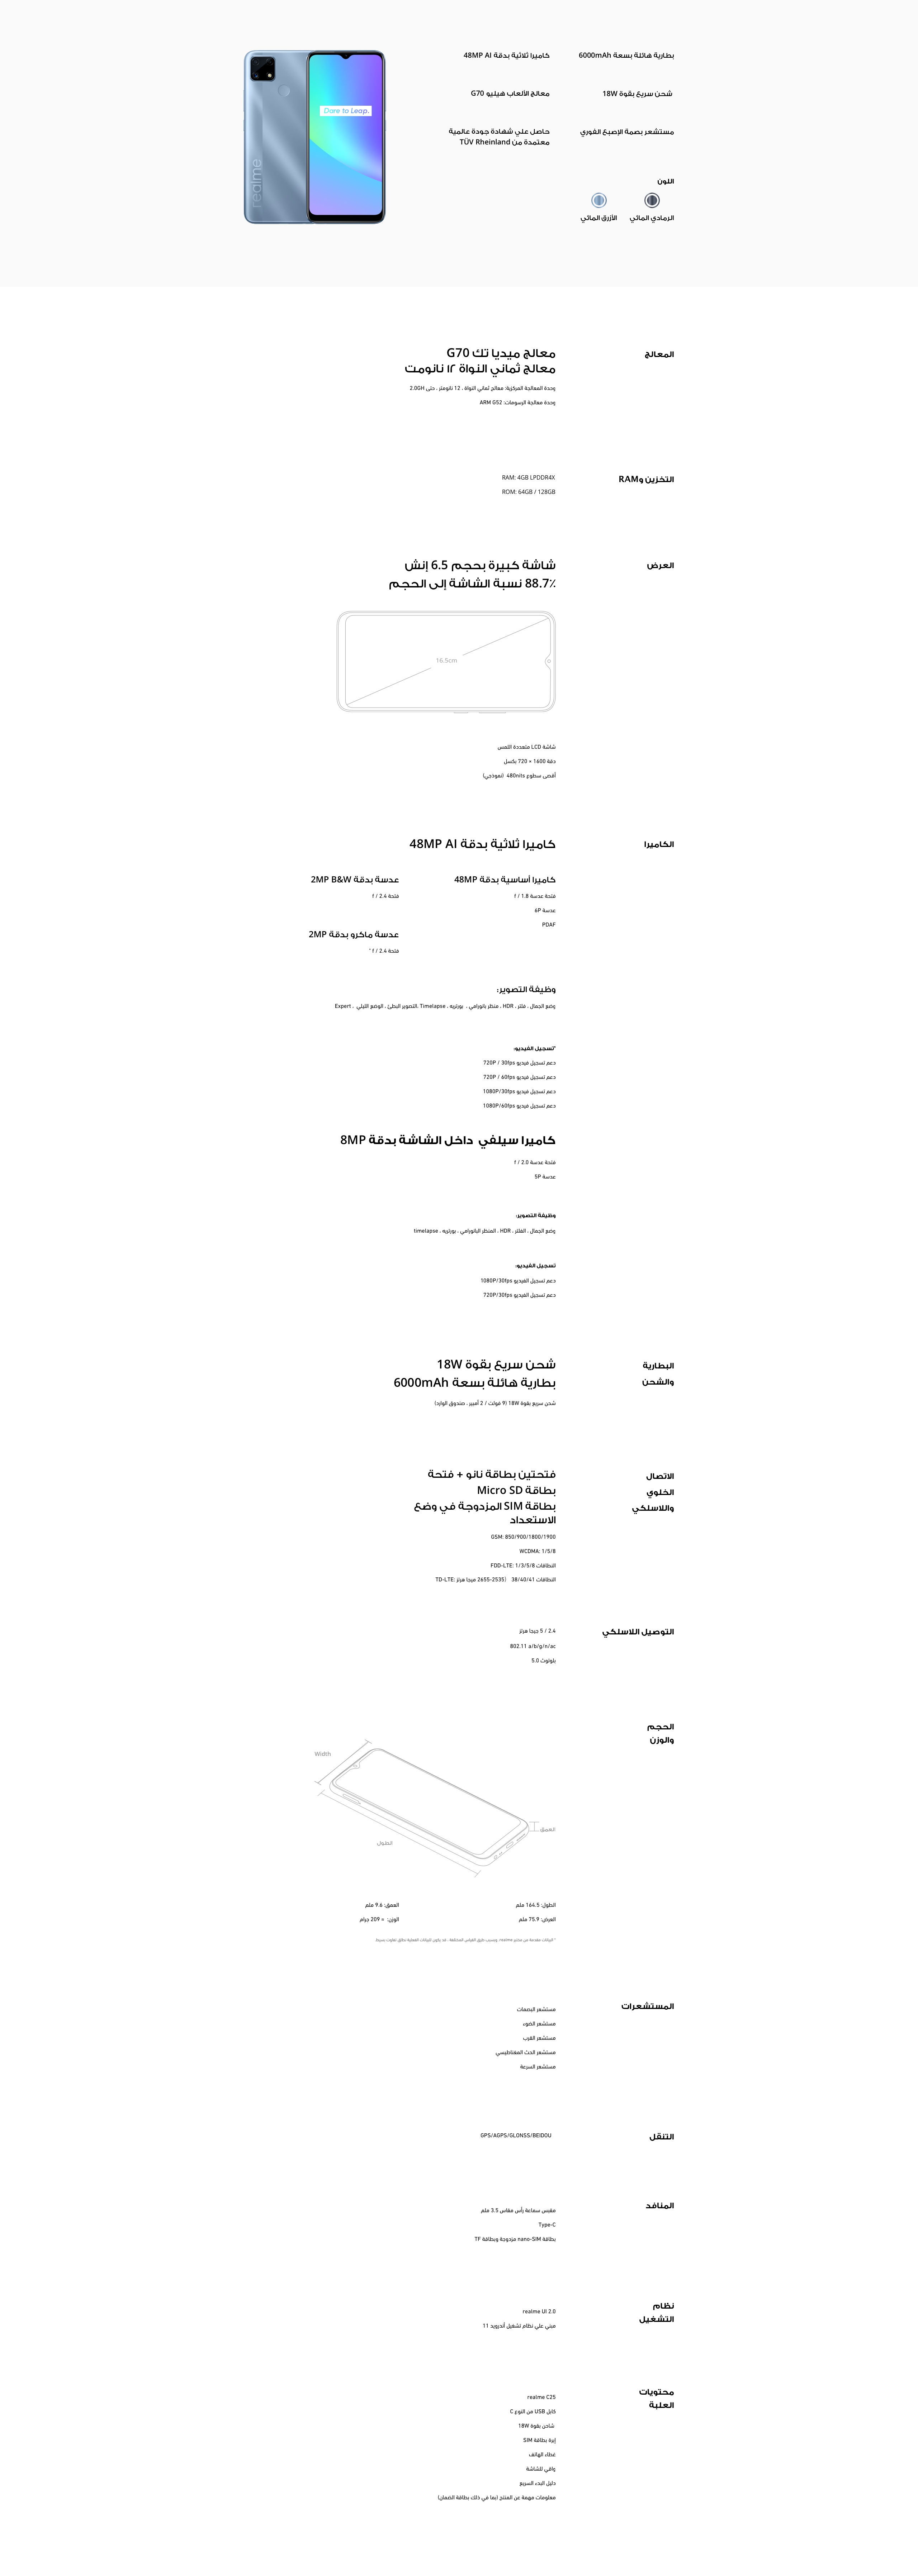 بطارية هائلة بسعة 6000mAh
كاميرا ثلاثية بدقة 48MP AI
شحن سريع بقوة 18W
معالج الألعاب هيليو G70
مستشعر بصمة الإصبع الفوري
حاصل علي شهادة جودة عالمية
معتمدة من TÜV Rheinland
Dare to Leap.
realme
اللون
الرمادي المائي
الأزرق المائي
المعالج
معالج ميديا تك G70
معالج ثماني النواة ١٢ نانومت
وحدة المعالجة المركزية: معالج ثماني النواة ، 12 نانومتر ، حتى 2.0GH
وحدة معالجة الرسومات: ARM G52
التخزين وRAM
RAM: 4GB LPDDR4X
ROM: 64GB / 128GB
العرض
شاشة كبيرة بحجم 6.5 إنش
88.7٪ نسبة الشاشة إلى الحجم
16.5cm
شاشة LCD متعددة اللمس
دقة 1600 × 720 بكسل
أقصى سطوع 480nits (نموذجي)
الكاميرا
كاميرا ثلاثية بدقة 48MP AI
كاميرا أساسية بدقة 48MP
فتحة عدسة f / 1.8
عدسة 6P
PDAF
عدسة بدقة 2MP B&W
فتحة f / 2.4
عدسة ماكرو بدقة 2MP
فتحة f / 2.4 "
وظيفة التصوير:
وضع الجمال ، فلتر ، HDR ، منظر بانورامي ، بورتريه ، Timelapse ،التصوير البطئ ، الوضع الليلي ، Expert
"تسجيل الفيديو:
دعم تسجيل فيديو 720P / 30fps
دعم تسجيل فيديو 720P / 60fps
دعم تسجيل فيديو 1080P/30fps
دعم تسجيل فيديو 1080P/60fps
كاميرا سيلفي داخل الشاشة بدقة 8MP
فتحة عدسة f / 2.0
عدسة 5P
وظيفة التصوير:
وضع الجمال ، الفلتر ، HDR ، المنظر البانورامي ، بورتريه ، timelapse
تسجيل الفيديو:
دعم تسجيل الفيديو 1080P/30fps
دعم تسجيل الفيديو 720P/30fps
البطارية
والشحن
شحن سريع بقوة 18W
بطارية هائلة بسعة 6000mAh
شحن سريع بقوة 18W (9 فولت / 2 أمبير ، صندوق الوارد)
الاتصال
الخلوي
واللاسلكي
فتحتين بطاقة نانو + فتحة
بطاقة Micro SD
بطاقة SIM المزدوجة في وضع
الاستعداد
GSM: 850/900/1800/1900
WCDMA: 1/5/8
النطاقات FDD-LTE: 1/3/5/8
النطاقات 38/40/41 (2535-2655 ميجا هرتز :TD-LTE
التوصيل اللاسلكي
2.4 / 5 جيجا هرتز
802.11 a/b/g/n/ac
بلوتوث 5.0
الحجم
والوزن
Width
الطول
العمق
الطول: 164.5 ملم
العرض: 75.9 ملم
العمق: 9.6 ملم
الوزن: ≈ 209 جرام
المستشعرات
مستشعر البصمات
مستشعر الضوء
مستشعر القرب
مستشعر الحث المغناطيسي
مستشعر السرعة
التنقل
GPS/AGPS/GLONSS/BEIDOU
المنافد
مقبس سماعة رأس مقاس 3.5 ملم
Type-C
بطاقة nano-SIM مزدوجة وبطاقة TF
نظام
التشغيل
realme UI 2.0
مبني علي نظام تشغيل أندرويد 11
محتويات
العلبة
realme C25
كابل USB من النوع C
شاحن بقوة 18W
إبرة بطاقة SIM
غطاء الهاتف
واقي للشاشة
دليل البدء السريع
معلومات مهمة عن المنتج (بما في ذلك بطاقة الضمان)